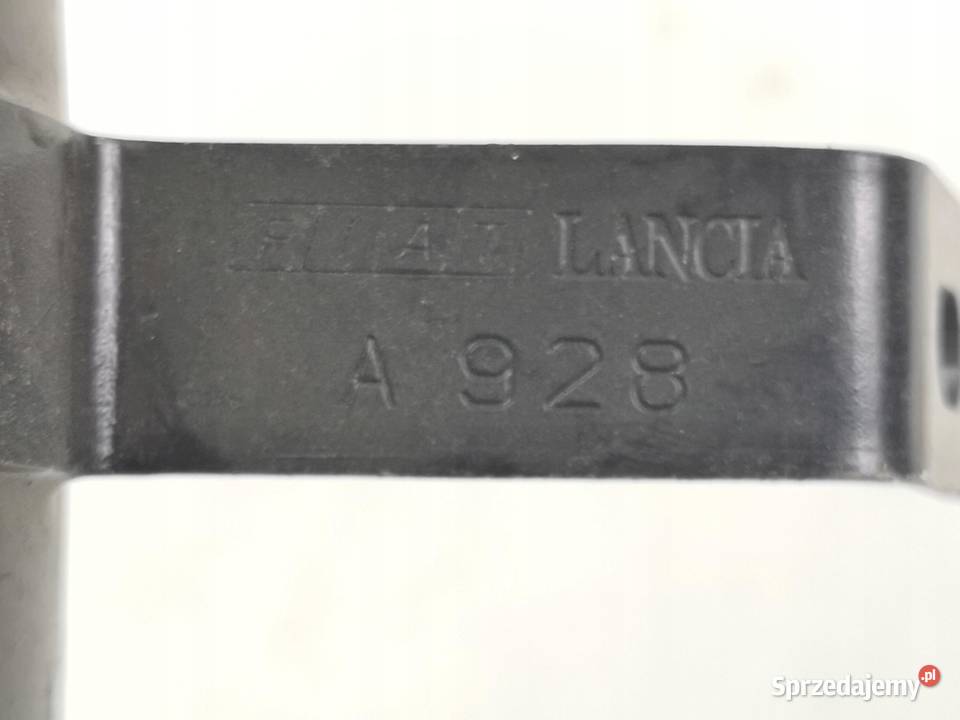 FIAT LANCIA
A 928
Sprzedajemy.pl